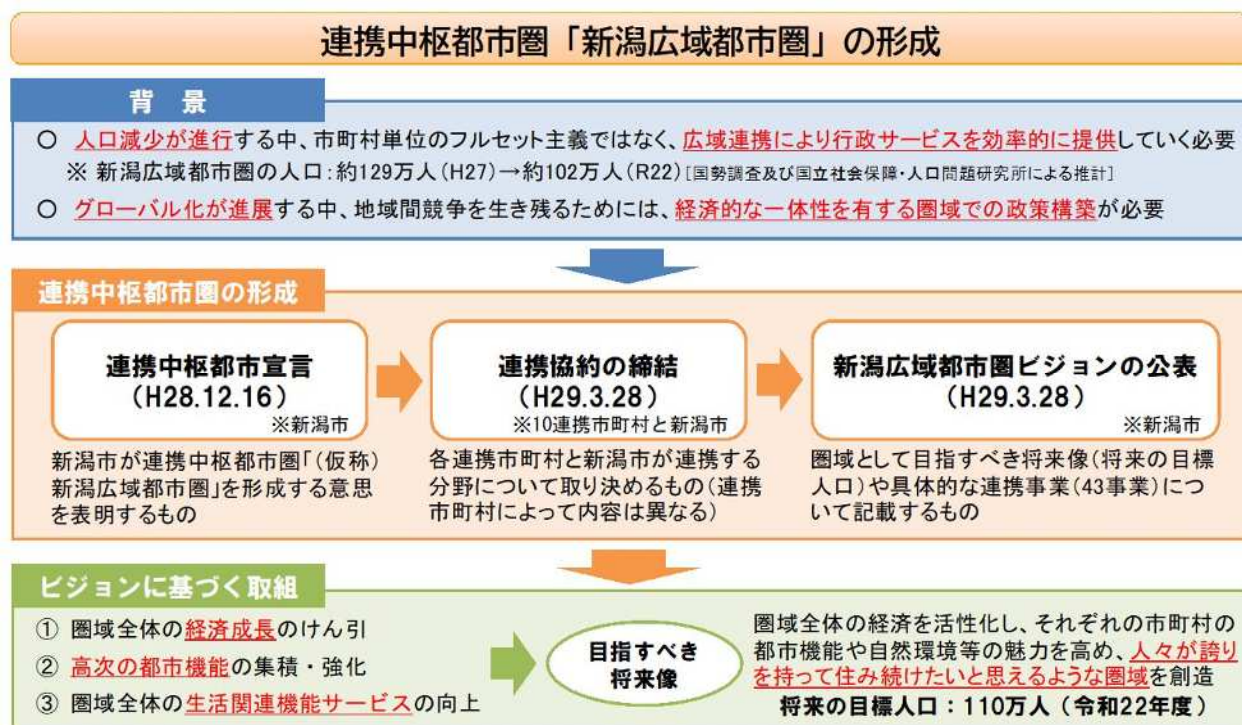 連携中枢都市圏「新潟広域都市圏」の形成
背 景
○ 人口減少が進行する中、市町村単位のフルセット主義ではなく、広域連携により行政サービスを効率的に提供していく必要
※ 新潟広域都市圏の人口：約129万人(H27)→約102万人(R22)[国勢調査及び国立社会保障・人口問題研究所による推計]
○ グローバル化が進展する中、地域間競争を生き残るためには、経済的な一体性を有する圏域での政策構築が必要
連携中枢都市圏の形成
連携中枢都市宣言
(H28.12.16)
※新潟市
新潟市が連携中枢都市圏「(仮称)
新潟広域都市圏」を形成する意思
を表明するもの
連携協約の締結
(H29.3.28)
※10連携市町村と新潟市
各連携市町村と新潟市が連携する
分野について取り決めるもの(連携
市町村によって内容は異なる)
新潟広域都市圏ビジョンの公表
(H29.3.28)
※新潟市
圏域として目指すべき将来像(将来の目標
人口)や具体的な連携事業(43事業)につ
いて記載するもの
ビジョンに基づく取組
① 圏域全体の経済成長のけん引
② 高次の都市機能の集積・強化
③ 圏域全体の生活関連機能サービスの向上
目指すべき
将来像
圏域全体の経済を活性化し、それぞれの市町村の
都市機能や自然環境等の魅力を高め、人々が誇り
を持って住み続けたいと思えるような圏域を創造
将来の目標人口：110万人（令和22年度）